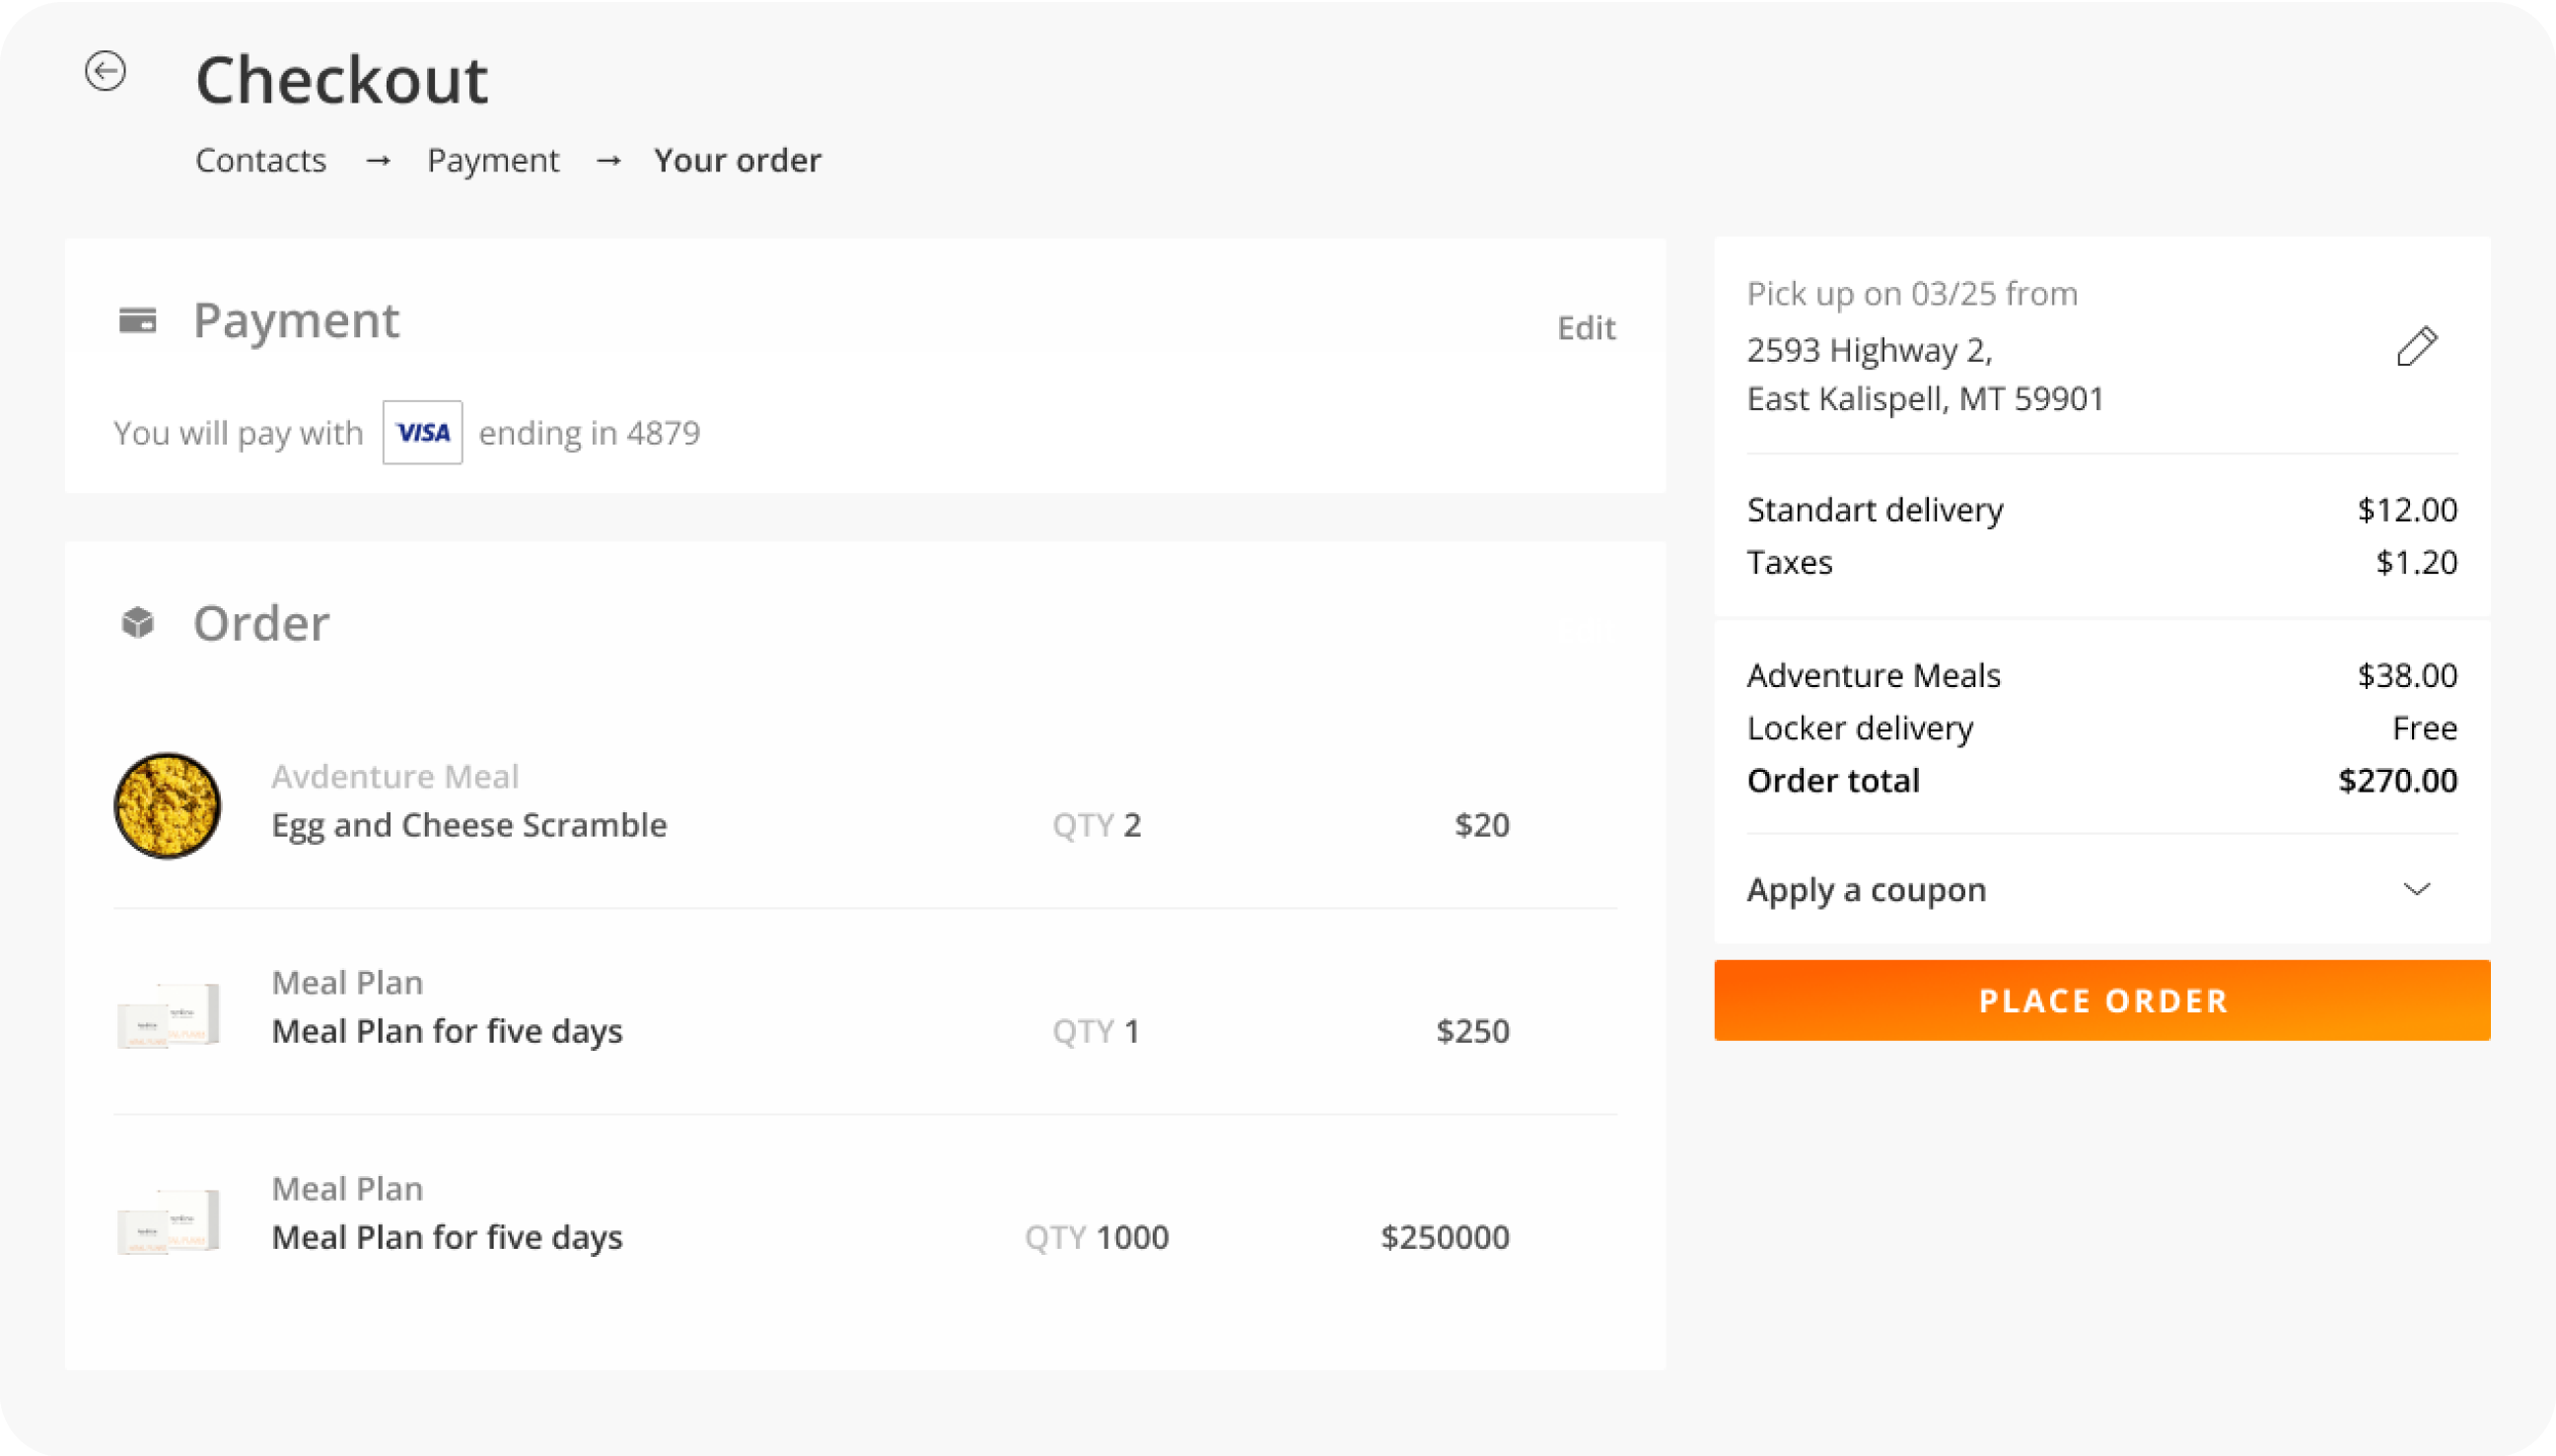 Checkout
Contacts → Payment → Your order
Payment
Edit
You will pay with VISA ending in 4879
Order
Avdenture Meal
Egg and Cheese Scramble
QTY 2
$20
Meal Plan
Meal Plan for five days
QTY 1
$250
Meal Plan
Meal Plan for five days
QTY 1000
$250000
Pick up on 03/25 from
2593 Highway 2,
East Kalispell, MT 59901
Standart delivery $12.00
Taxes $1.20
Adventure Meals $38.00
Locker delivery Free
Order total $270.00
Apply a coupon
PLACE ORDER